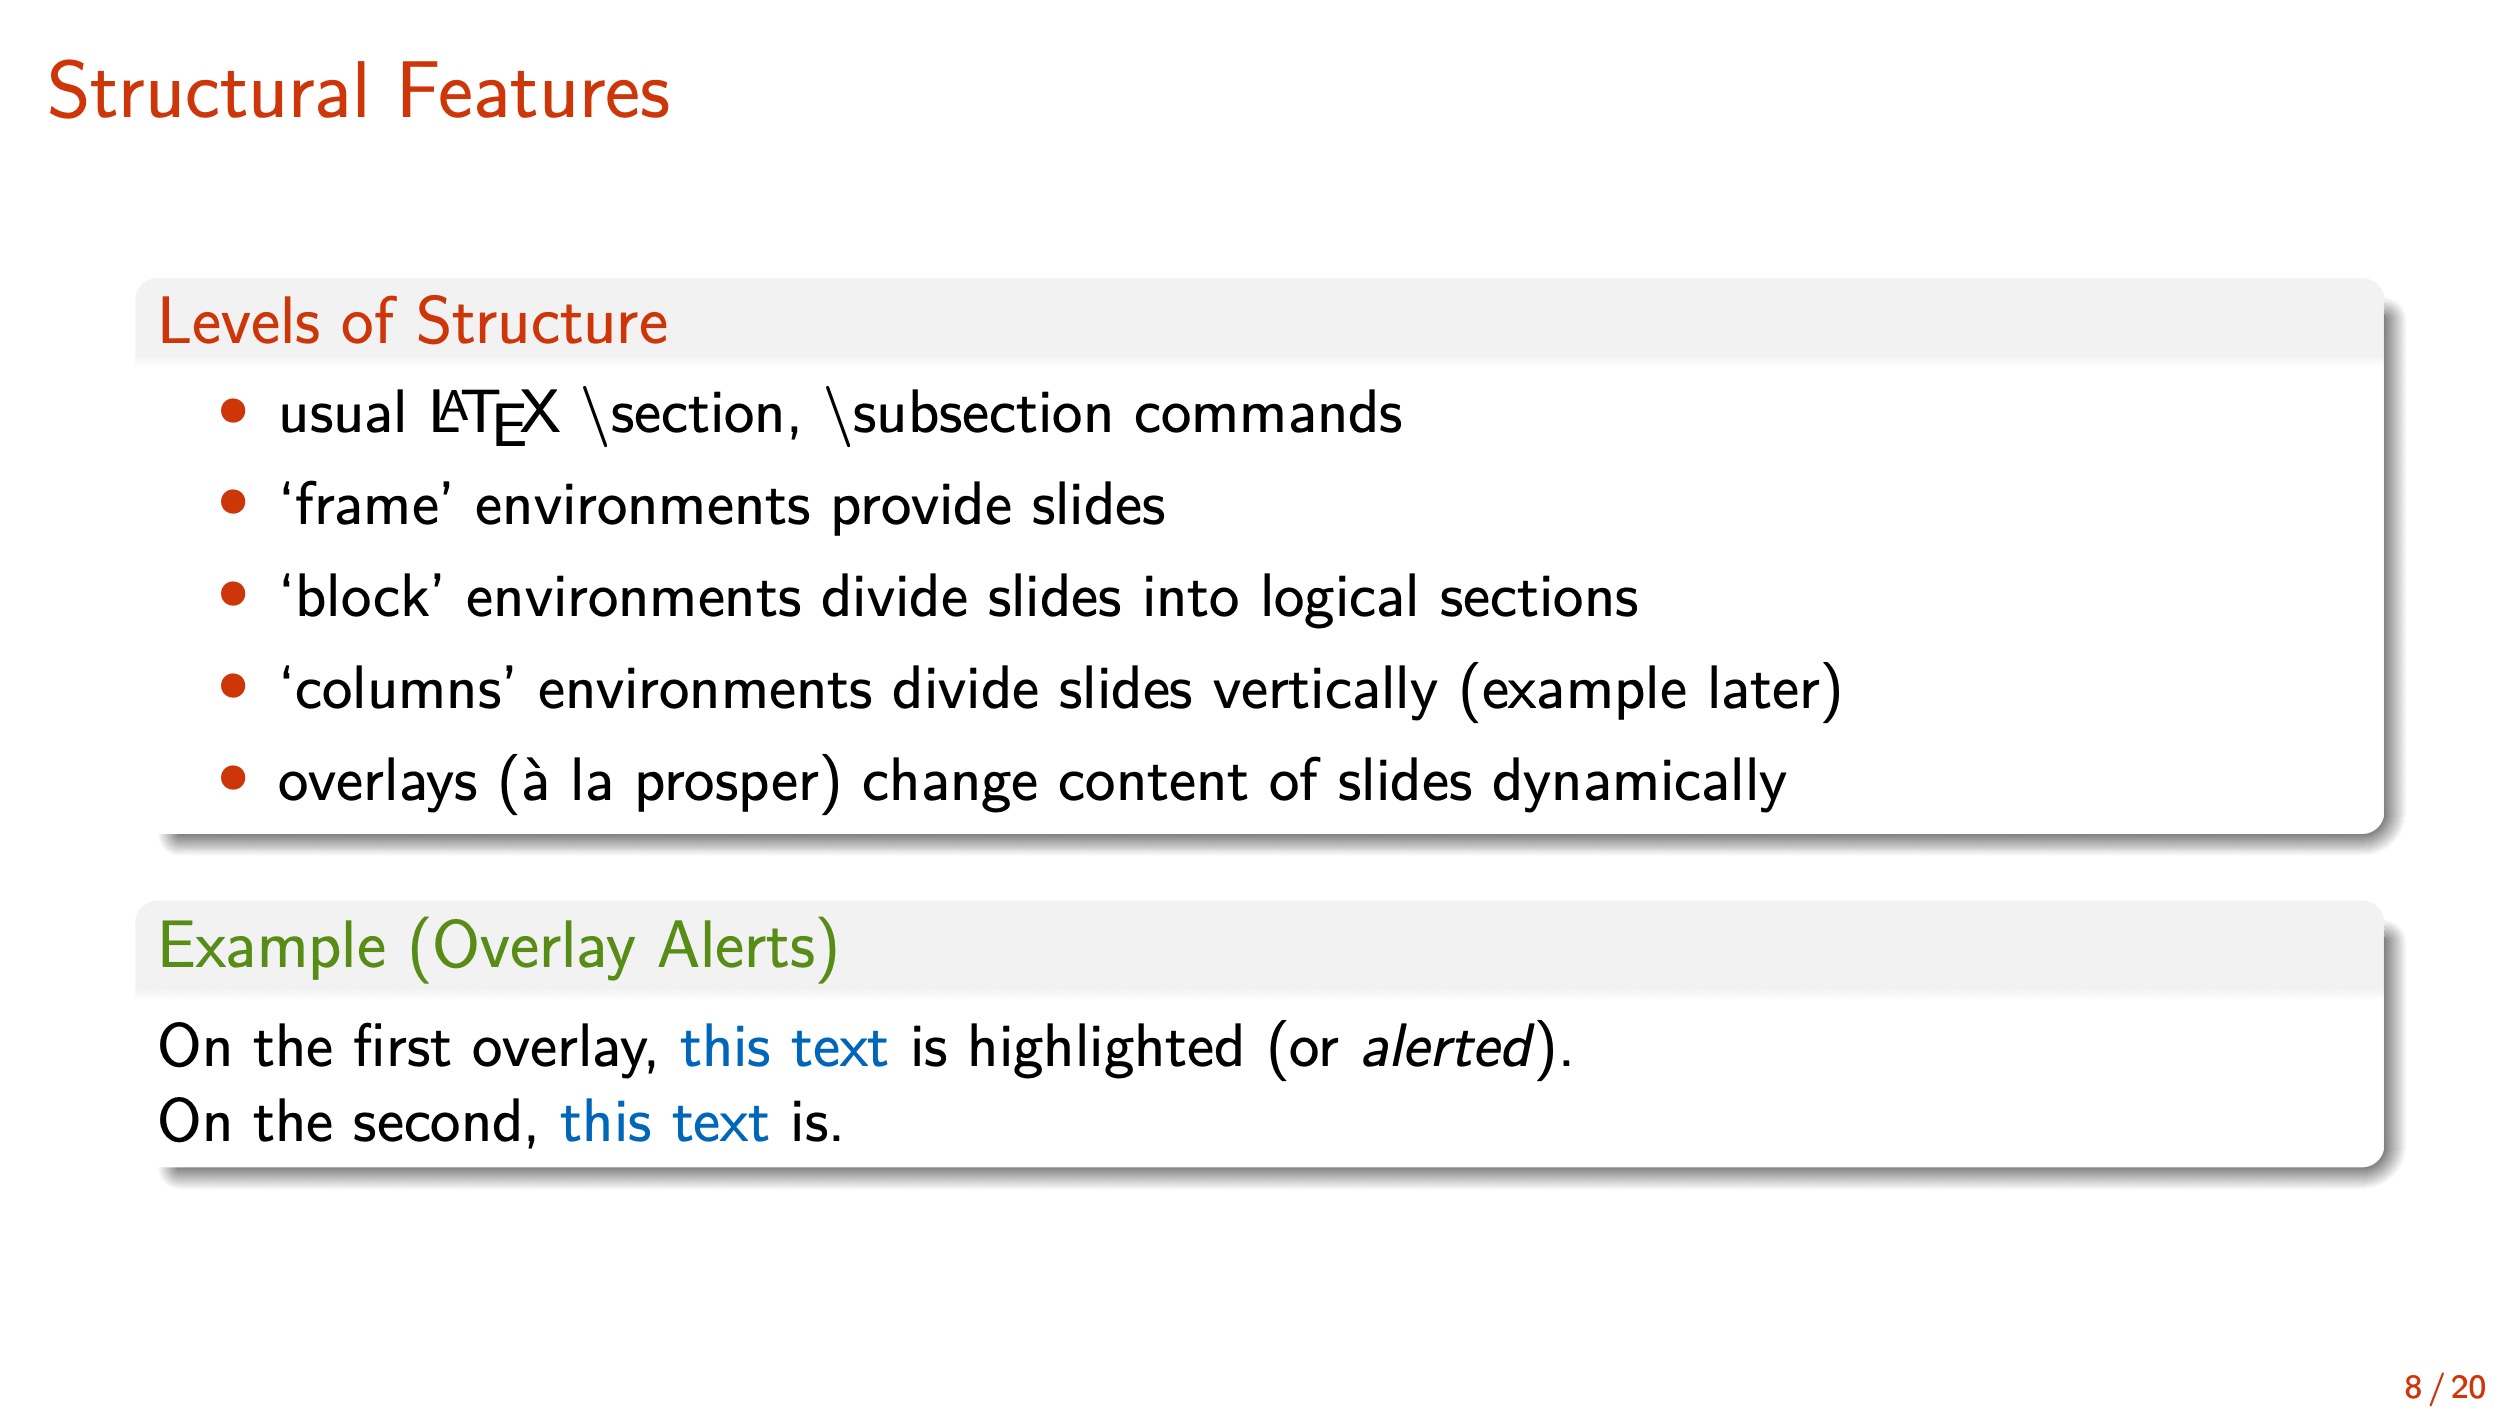 Structural Features
Levels of Structure
• usual LATEX \section, \subsection commands
• ‘frame’ environments provide slides
• ‘block’ environments divide slides into logical sections
• ‘columns’ environments divide slides vertically (example later)
• overlays (à la prosper) change content of slides dynamically
Example (Overlay Alerts)
On the first overlay, this text is highlighted (or alerted).
On the second, this text is.
8 / 20